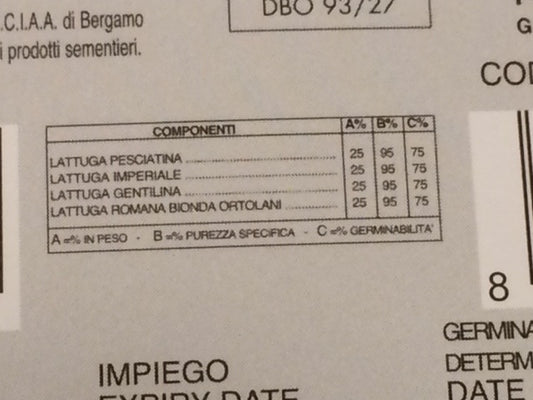 .C.I.A.A. di Bergamo
i prodotti sementieri.
DBO 93/27
G
COD
COMPONENTI A% B% C%
LATTUGA PESCIATINA 25 95 75
LATTUGA IMPERIALE 25 95 75
LATTUGA GENTILINA 25 95 75
LATTUGA ROMANA BIONDA ORTOLANI 25 95 75
A =% IN PESO - B =% PUREZZA SPECIFICA - C =% GERMINABILITA'
8
IMPIEGO
EXPIRY DATE
GERMINA
DETERM
DATE